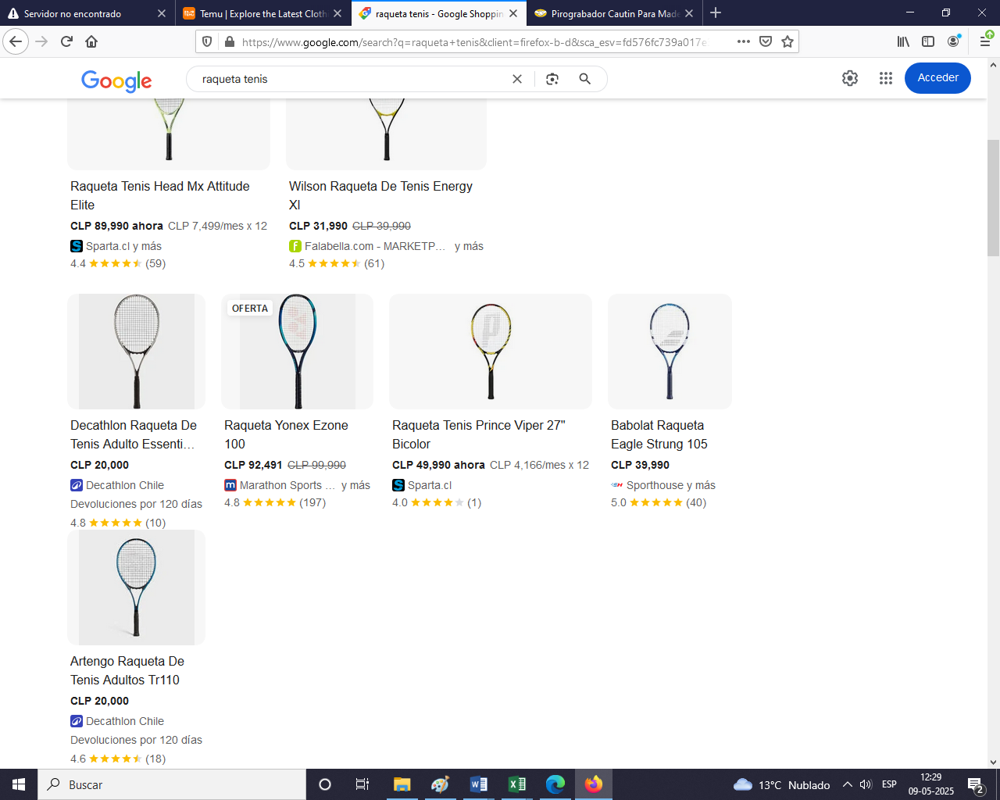 Servidor no encontrado
Temu | Explore the Latest Cloth
raqueta tenis - Google Shoppin
Pirograbador Cautin Para Made
https://www.google.com/search?q=raqueta+tenis&client=firefox-b-d&sca_esv=fd576fc739a017e
Google
raqueta tenis
Acceder
Raqueta Tenis Head Mx Attitude
Elite
CLP 89,990 ahora CLP 7,499/mes x 12
Sparta.cl y más
4.4 (59)
Wilson Raqueta De Tenis Energy
Xl
CLP 31,990 CLP 39,990
Falabella.com - MARKETP... y más
4.5 (61)
Decathlon Raqueta De
Tenis Adulto Essenti...
CLP 20,000
Decathlon Chile
Devoluciones por 120 días
4.8 (10)
OFERTA
Raqueta Yonex Ezone
100
CLP 92,491 CLP 99,990
Marathon Sports ... y más
4.8 (197)
Raqueta Tenis Prince Viper 27"
Bicolor
CLP 49,990 ahora CLP 4,166/mes x 12
Sparta.cl
4.0 (1)
Babolat Raqueta
Eagle Strung 105
CLP 39,990
Sporthouse y más
5.0 (40)
Artengo Raqueta De
Tenis Adultos Tr110
CLP 20,000
Decathlon Chile
Devoluciones por 120 días
4.6 (18)
Buscar
13°C Nublado
ESP
12:29
09-05-2025
2